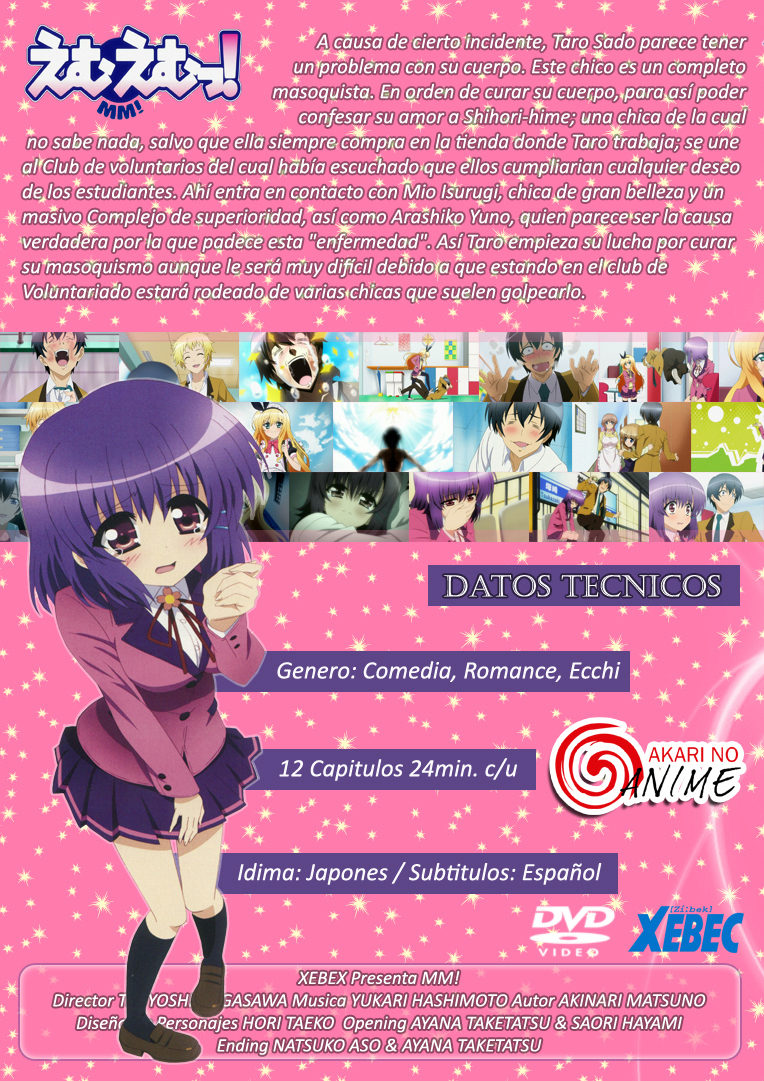 えむえむっ!
MM!
A causa de cierto incidente, Taro Sado parece tener
un problema con su cuerpo. Este chico es un completo
masoquista. En orden de curar su cuerpo, para así poder
confesar su amor a Shihori-hime; una chica de la cual
no sabe nada, salvo que ella siempre compra en la tienda donde Taro trabaja; se une
al Club de voluntarios del cual había escuchado que ellos cumpliarian cualquier deseo
de los estudiantes. Ahí entra en contacto con Mio Isurugi, chica de gran belleza y un
masivo Complejo de superioridad, así como Arashiko Yuno, quien parece ser la causa
verdadera por la que padece esta "enfermedad". Así Taro empieza su lucha por curar
su masoquismo aunque le será muy difícil debido a que estando en el club de
Voluntariado estará rodeado de varias chicas que suelen golpearlo.
DATOS TECNICOS
Genero: Comedia, Romance, Ecchi
12 Capitulos 24min. c/u
AKARI NO
ANIME
Idima: Japones / Subtitulos: Español
DVD
VIDEO
[Zi:bek]
XEBEC
XEBEX Presenta MM!
Director Musica YUKARI HASHIMOTO Autor AKINARI MATSUNO
Personajes HORI TAEKO Opening AYANA TAKETATSU & SAORI HAYAMI
Ending NATSUKO ASO & AYANA TAKETATSU